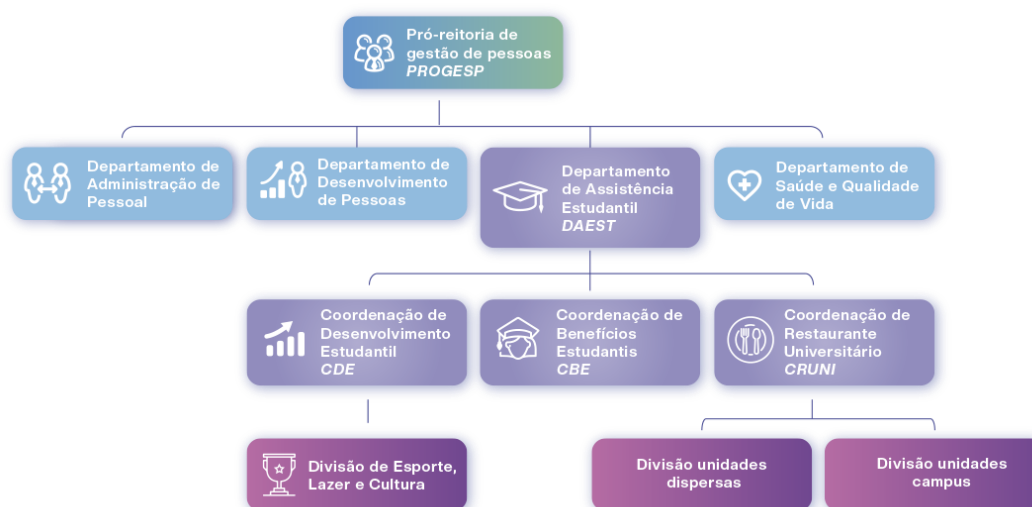 Pró-reitoria de
gestão de pessoas
PROGESP
Departamento de
Administração de
Pessoal
Departamento de
Desenvolvimento
de Pessoas
Departamento
de Assistência
Estudantil
DAEST
Departamento de
Saúde e Qualidade
de Vida
Coordenação de
Desenvolvimento
Estudantil
CDE
Coordenação de
Benefícios
Estudantis
CBE
Coordenação de
Restaurante
Universitário
CRUNI
Divisão de Esporte,
Lazer e Cultura
Divisão unidades
dispersas
Divisão unidades
campus